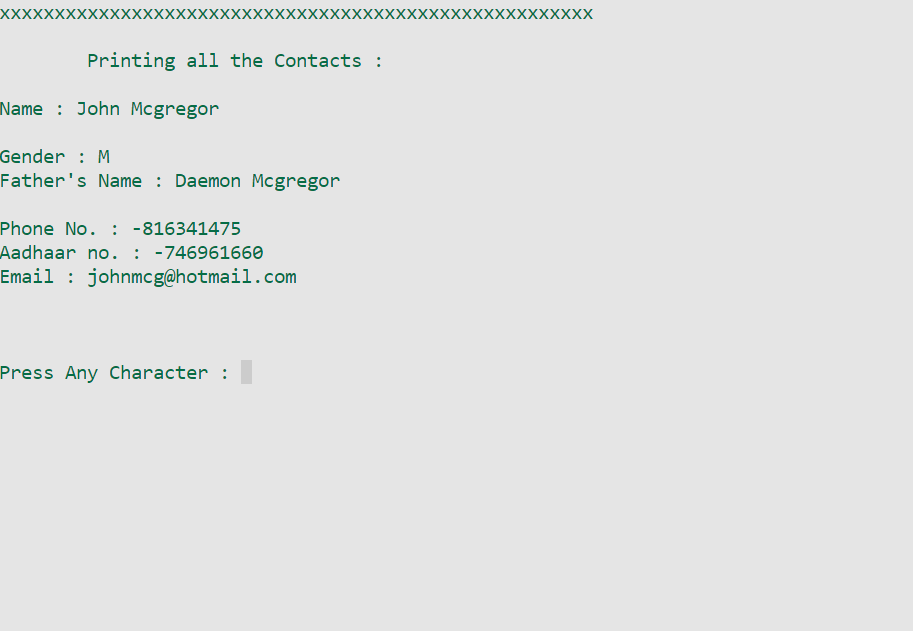 xxxxxxxxxxxxxxxxxxxxxxxxxxxxxxxxxxxxxxxxxxxxxxxxxxxxxx
Printing all the Contacts :
Name : John Mcgregor
Gender : M
Father's Name : Daemon Mcgregor
Phone No. : -816341475
Aadhaar no. : -746961660
Email : johnmcg@hotmail.com
Press Any Character :